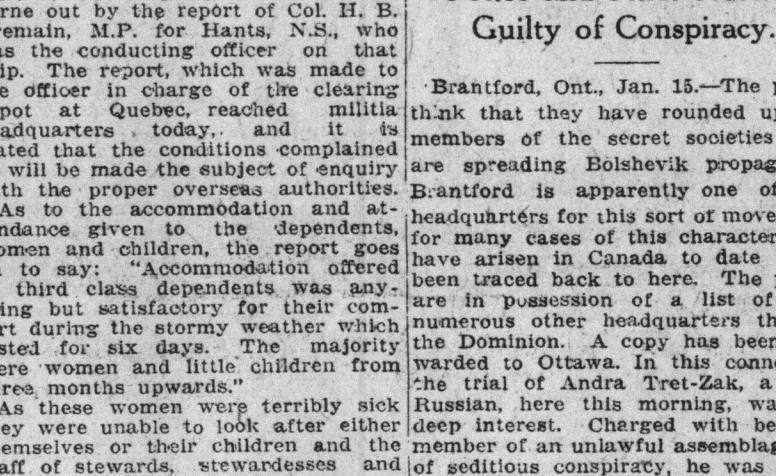 rne out by the report of Col. H. B.
emain, M.P. for Hants, N.S., who
as the conducting officer on that
ip. The report, which was made to
e officer in charge of the clearing
pot at Quebec, reached militia
adquarters today, and it is
ated that the conditions complained
will be made the subject of enquiry
th the proper overseas authorities.
As to the accommodation and at-
ndance given to the dependents,
omen and children, the report goes
to say: "Accommodation offered
third class dependents was any-
ing but satisfactory for their com-
rt during the stormy weather which
sted for six days. The majority
ere women and little children from
ree months upwards."
As these women were terribly sick
ey were unable to look after either
emselves or their children and the
aff of stewards, stewardesses and
Guilty of Conspiracy.
Brantford, Ont., Jan. 15.—The
think that they have rounded u
members of the secret societies
are spreading Bolshevik propag
Brantford is apparently one of
headquarters for this sort of move
for many cases of this character
have arisen in Canada to date
been traced back to here. The
are in possession of a list of
numerous other headquarters th
the Dominion. A copy has been
warded to Ottawa. In this conne
the trial of Andra Tret-Zak, a
Russian, here this morning, wa
deep interest. Charged with be
member of an unlawful assemblag
of seditious conspiracy, he was